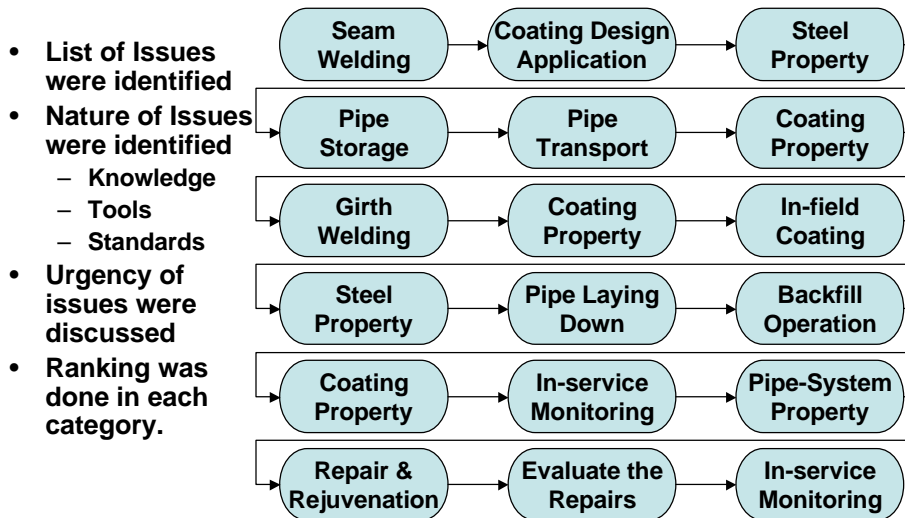 • List of Issues
were identified
• Nature of Issues
were identified
– Knowledge
– Tools
– Standards
• Urgency of
issues were
discussed
• Ranking was
done in each
category.
Seam
Welding
Coating Design
Application
Steel
Property
Pipe
Storage
Pipe
Transport
Coating
Property
Girth
Welding
Coating
Property
In-field
Coating
Steel
Property
Pipe Laying
Down
Backfill
Operation
Coating
Property
In-service
Monitoring
Pipe-System
Property
Repair &
Rejuvenation
Evaluate the
Repairs
In-service
Monitoring